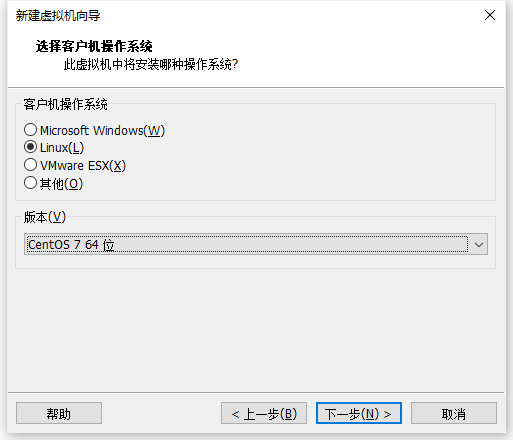 新建虚拟机向导
选择客户机操作系统
此虚拟机中将安装哪种操作系统?
客户机操作系统
Microsoft Windows(W)
Linux(L)
VMware ESX(X)
其他(O)
版本(V)
CentOS 7 64 位
帮助
< 上一步(B)
下一步(N) >
取消